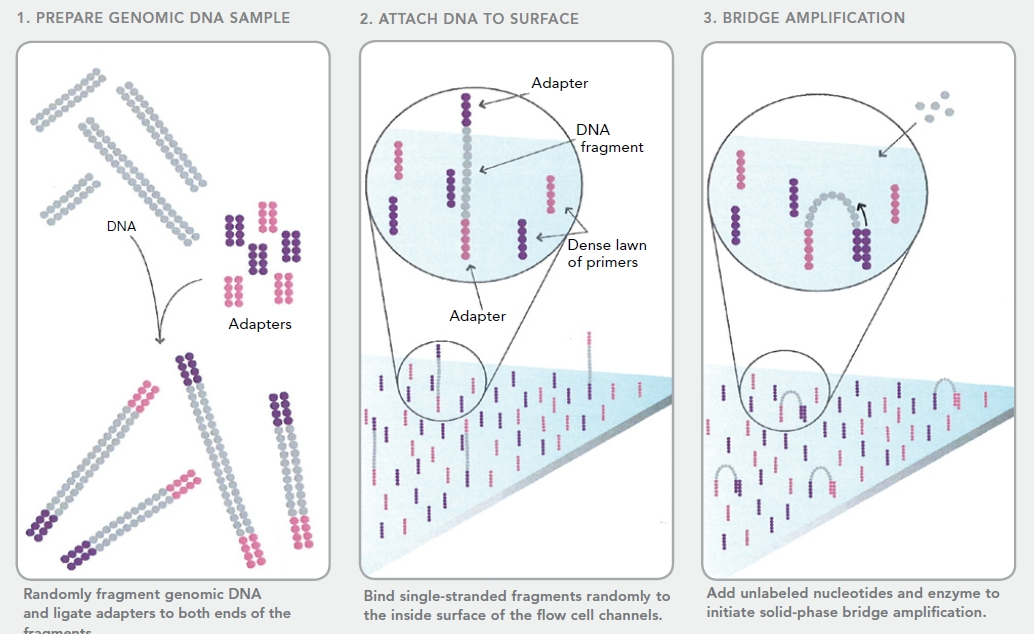 1. PREPARE GENOMIC DNA SAMPLE
DNA
Adapters
Randomly fragment genomic DNA
and ligate adapters to both ends of the
fragments
2. ATTACH DNA TO SURFACE
Adapter
DNA
fragment
Dense lawn
of primers
Adapter
Bind single-stranded fragments randomly to
the inside surface of the flow cell channels.
3. BRIDGE AMPLIFICATION
Add unlabeled nucleotides and enzyme to
initiate solid-phase bridge amplification.